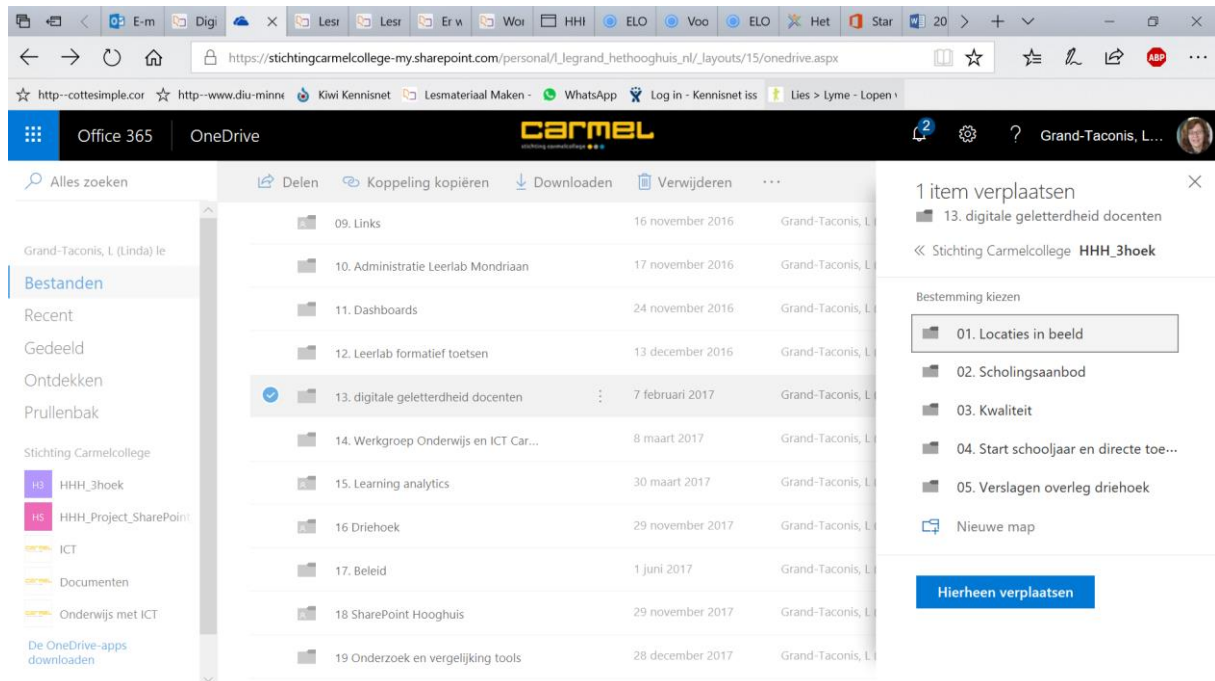 E-m Digi Lesr Lesr Er w Wor HHI ELO Voo ELO Het Star 20
https://stichtingcarmelcollege-my.sharepoint.com/personal/l_legrand_hethooghuis_nl/_layouts/15/onedrive.aspx
ABP
http--cottesimple.cor http--www.diu-minne Kiwi Kennisnet Lesmateriaal Maken - WhatsApp Log in - Kennisnet iss Lies > Lyme - Lopen
Office 365 OneDrive carmel 2 ? Grand-Taconis, L...
stichting carmelcollege
Alles zoeken Delen Koppeling kopiëren Downloaden Verwijderen ...
1 item verplaatsen
13. digitale geletterdheid docenten
Stichting Carmelcollege HHH_3hoek
Bestemming kiezen
01. Locaties in beeld
02. Scholingsaanbod
03. Kwaliteit
04. Start schooljaar en directe toe...
05. Verslagen overleg driehoek
Nieuwe map
Hierheen verplaatsen
Grand-Taconis, L (Linda) le
Bestanden
Recent
Gedeeld
Ontdekken
Prullenbak
Stichting Carmelcollege
H3 HHH_3hoek
HS HHH_Project_SharePoint
ICT
Documenten
Onderwijs met ICT
De OneDrive-apps
downloaden
09. Links 16 november 2016 Grand-Taconis, L
10. Administratie Leerlab Mondriaan 17 november 2016 Grand-Taconis, L
11. Dashboards 24 november 2016 Grand-Taconis, L
12. Leerlab formatief toetsen 13 december 2016 Grand-Taconis, L
13. digitale geletterdheid docenten 7 februari 2017 Grand-Taconis, L
14. Werkgroep Onderwijs en ICT Car... 8 maart 2017 Grand-Taconis, L
15. Learning analytics 30 maart 2017 Grand-Taconis, L
16 Driehoek 29 november 2017 Grand-Taconis, L
17. Beleid 1 juni 2017 Grand-Taconis, L
18 SharePoint Hooghuis 29 november 2017 Grand-Taconis, L
19 Onderzoek en vergelijking tools 28 december 2017 Grand-Taconis, L